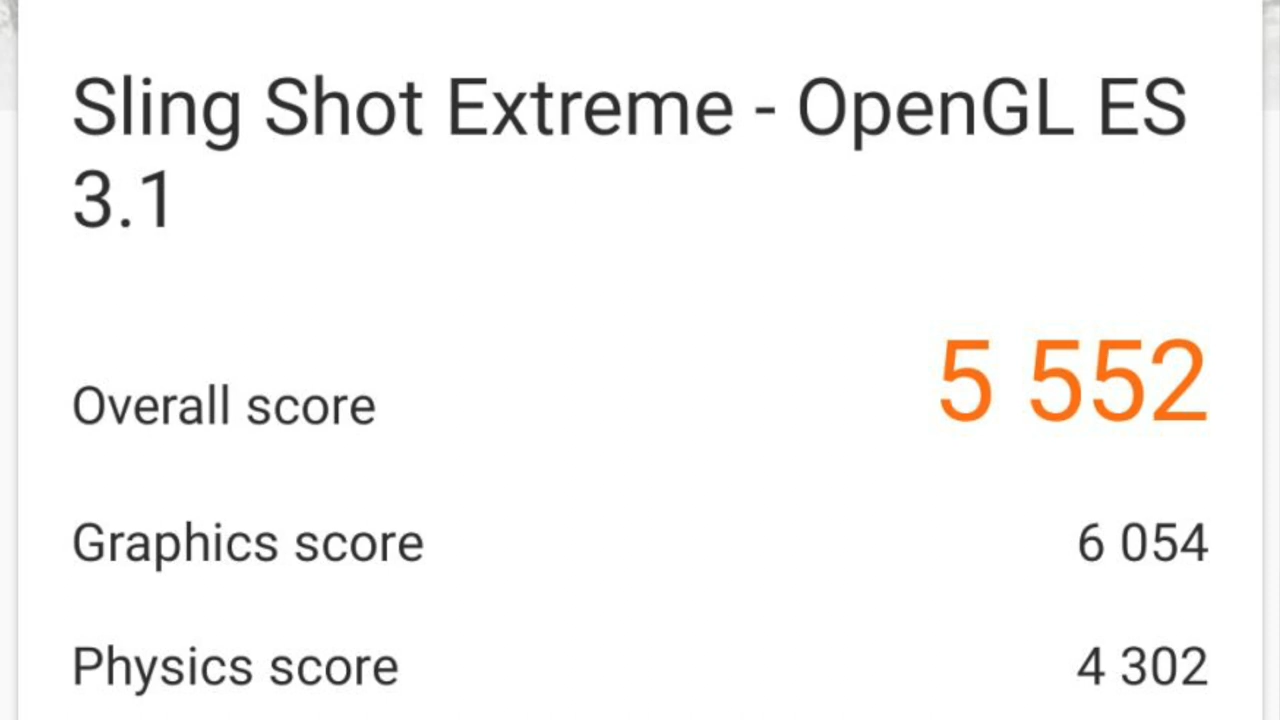 Sling Shot Extreme - OpenGL ES
3.1
Overall score 5 552
Graphics score 6 054
Physics score 4 302